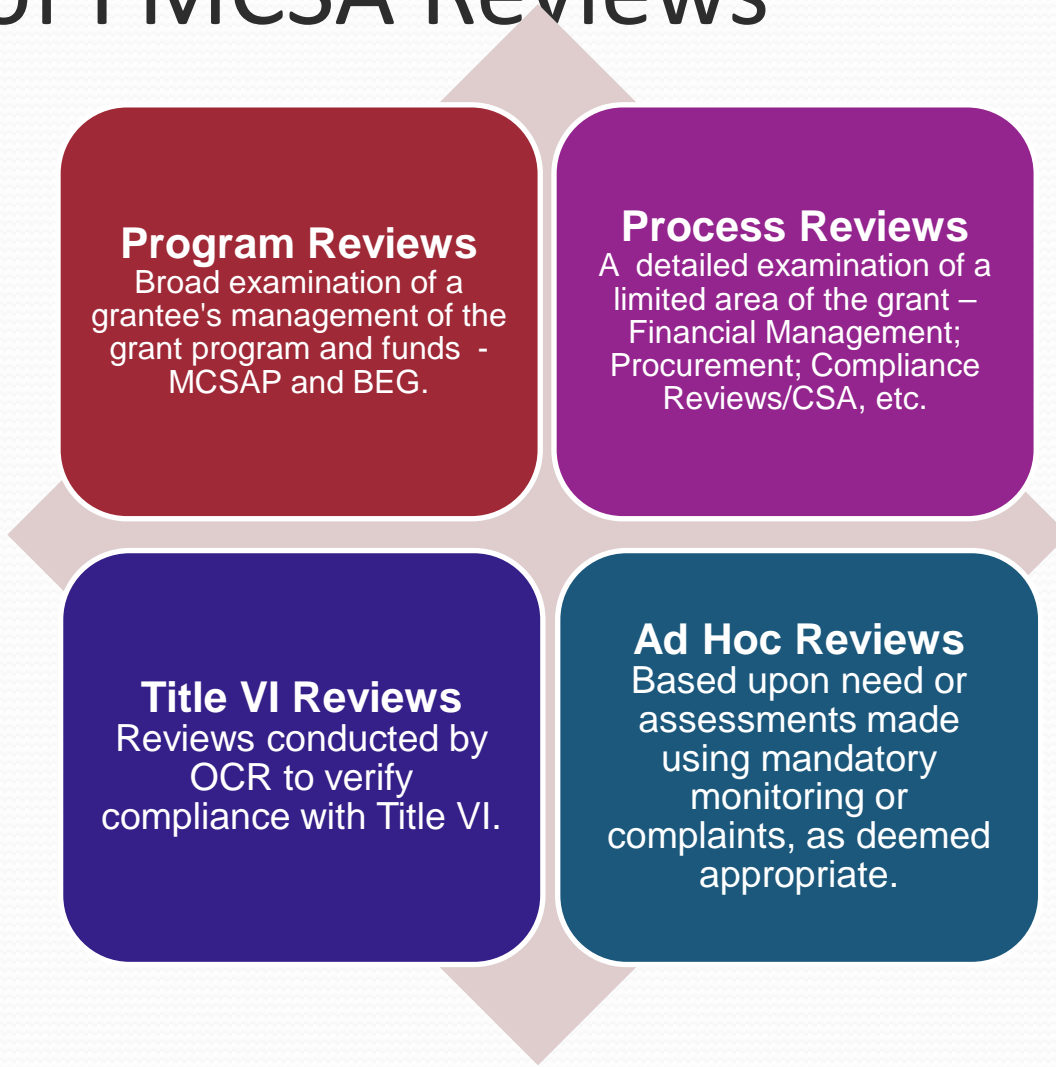 of FMCSA Reviews
Program Reviews
Broad examination of a
grantee's management of the
grant program and funds -
MCSAP and BEG.
Process Reviews
A detailed examination of a
limited area of the grant –
Financial Management;
Procurement; Compliance
Reviews/CSA, etc.
Title VI Reviews
Reviews conducted by
OCR to verify
compliance with Title VI.
Ad Hoc Reviews
Based upon need or
assessments made
using mandatory
monitoring or
complaints, as deemed
appropriate.